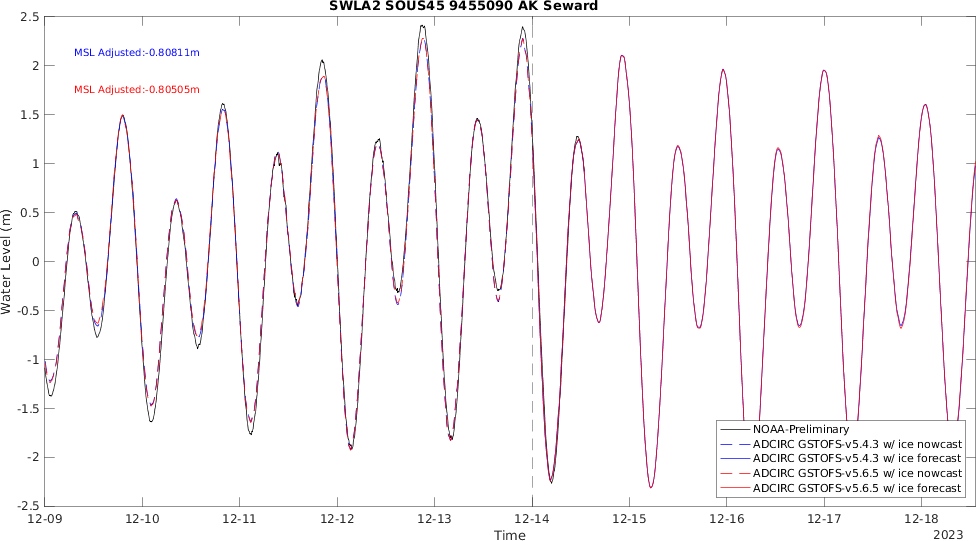 SWLA2 SOUS45 9455090 AK Seward
MSL Adjusted:-0.80811m
MSL Adjusted:-0.80505m
Water Level (m)
2.5
2
1.5
1
0.5
0
-0.5
-1
-1.5
-2
-2.5
NOAA-Preliminary
ADCIRC GSTOFS-v5.4.3 w/ ice nowcast
ADCIRC GSTOFS-v5.4.3 w/ ice forecast
ADCIRC GSTOFS-v5.6.5 w/ ice nowcast
ADCIRC GSTOFS-v5.6.5 w/ ice forecast
12-09 12-10 12-11 12-12 12-13 12-14 12-15 12-16 12-17 12-18
Time
2023